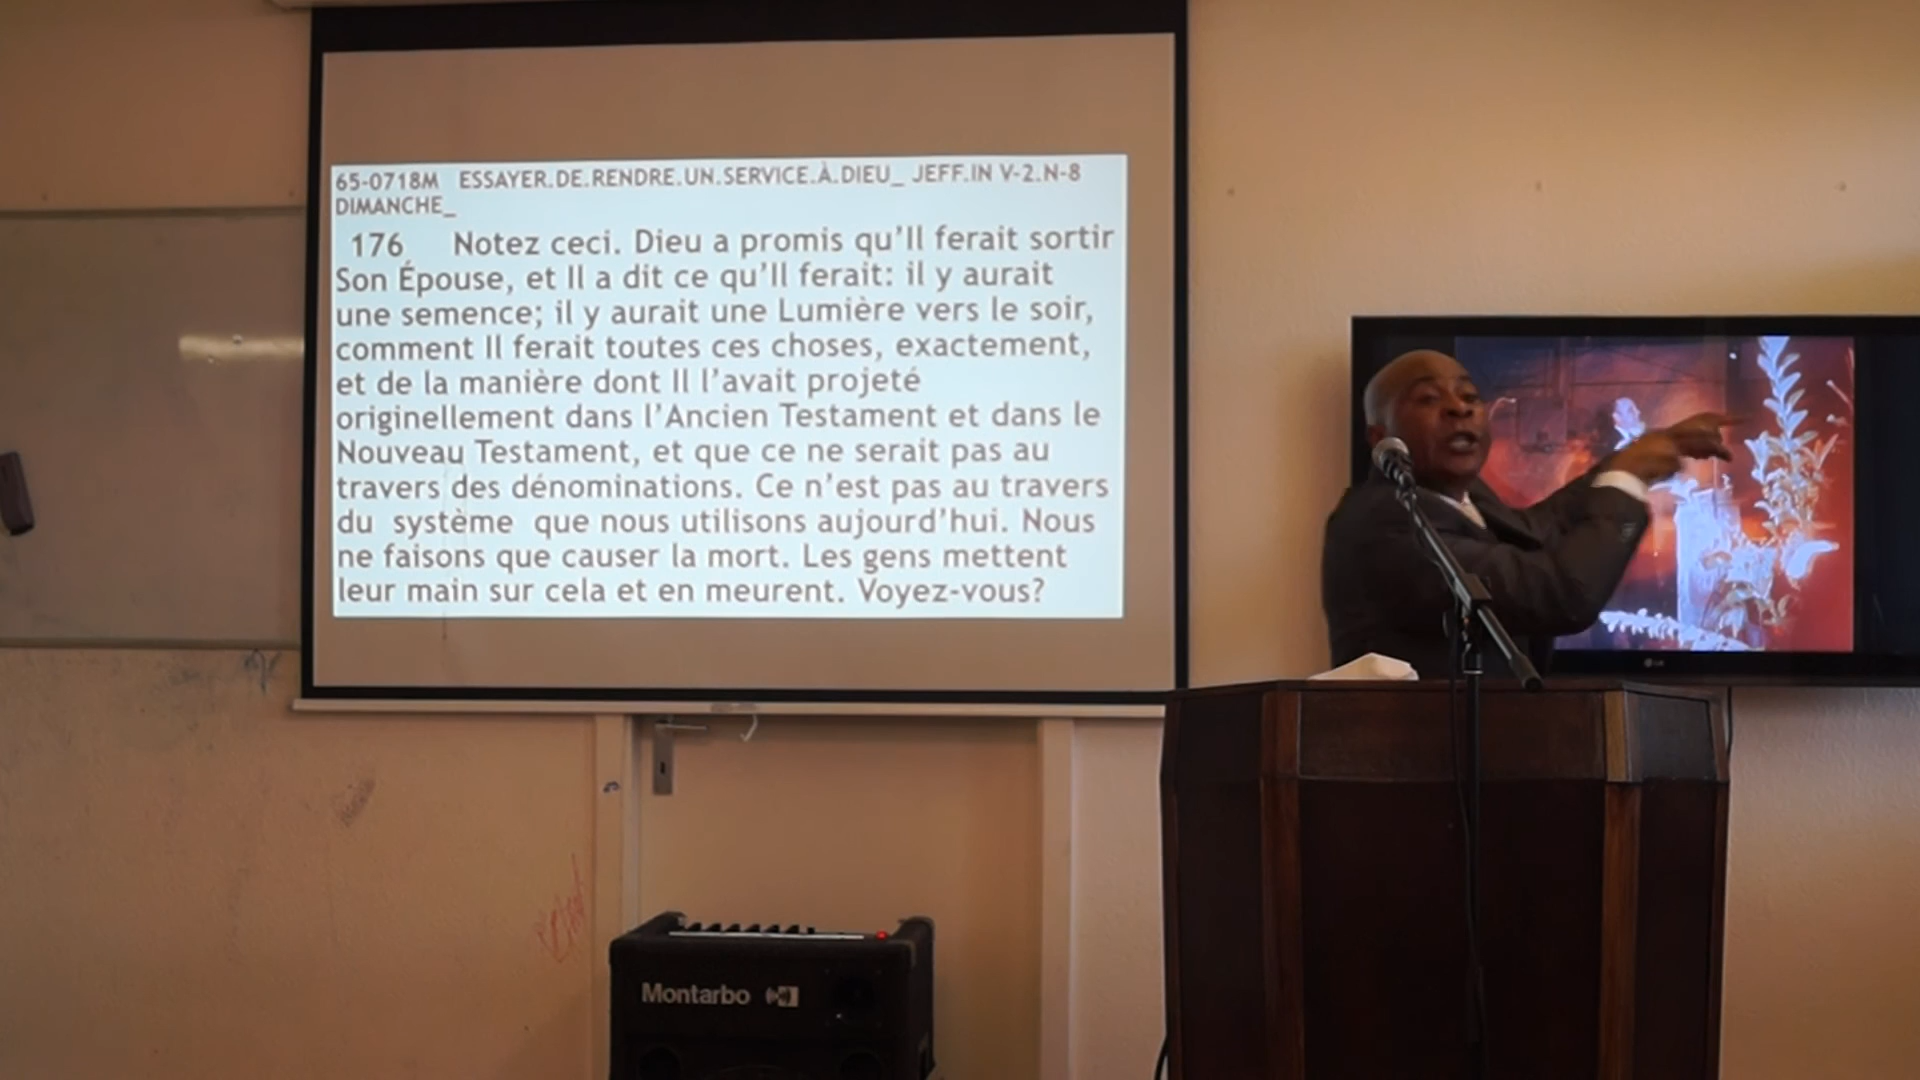 65-0718M ESSAYER.DE.RENDRE.UN.SERVICE.À.DIEU_ JEFF.IN V-2.N-8
DIMANCHE_
176 Notez ceci. Dieu a promis qu'Il ferait sortir
Son Épouse, et Il a dit ce qu'Il ferait: il y aurait
une semence; il y aurait une Lumière vers le soir,
comment Il ferait toutes ces choses, exactement,
et de la manière dont Il l'avait projeté
originellement dans l'Ancien Testament et dans le
Nouveau Testament, et que ce ne serait pas au
travers des dénominations. Ce n'est pas au travers
du système que nous utilisons aujourd'hui. Nous
ne faisons que causer la mort. Les gens mettent
leur main sur cela et en meurent. Voyez-vous?
LG
Montarbo